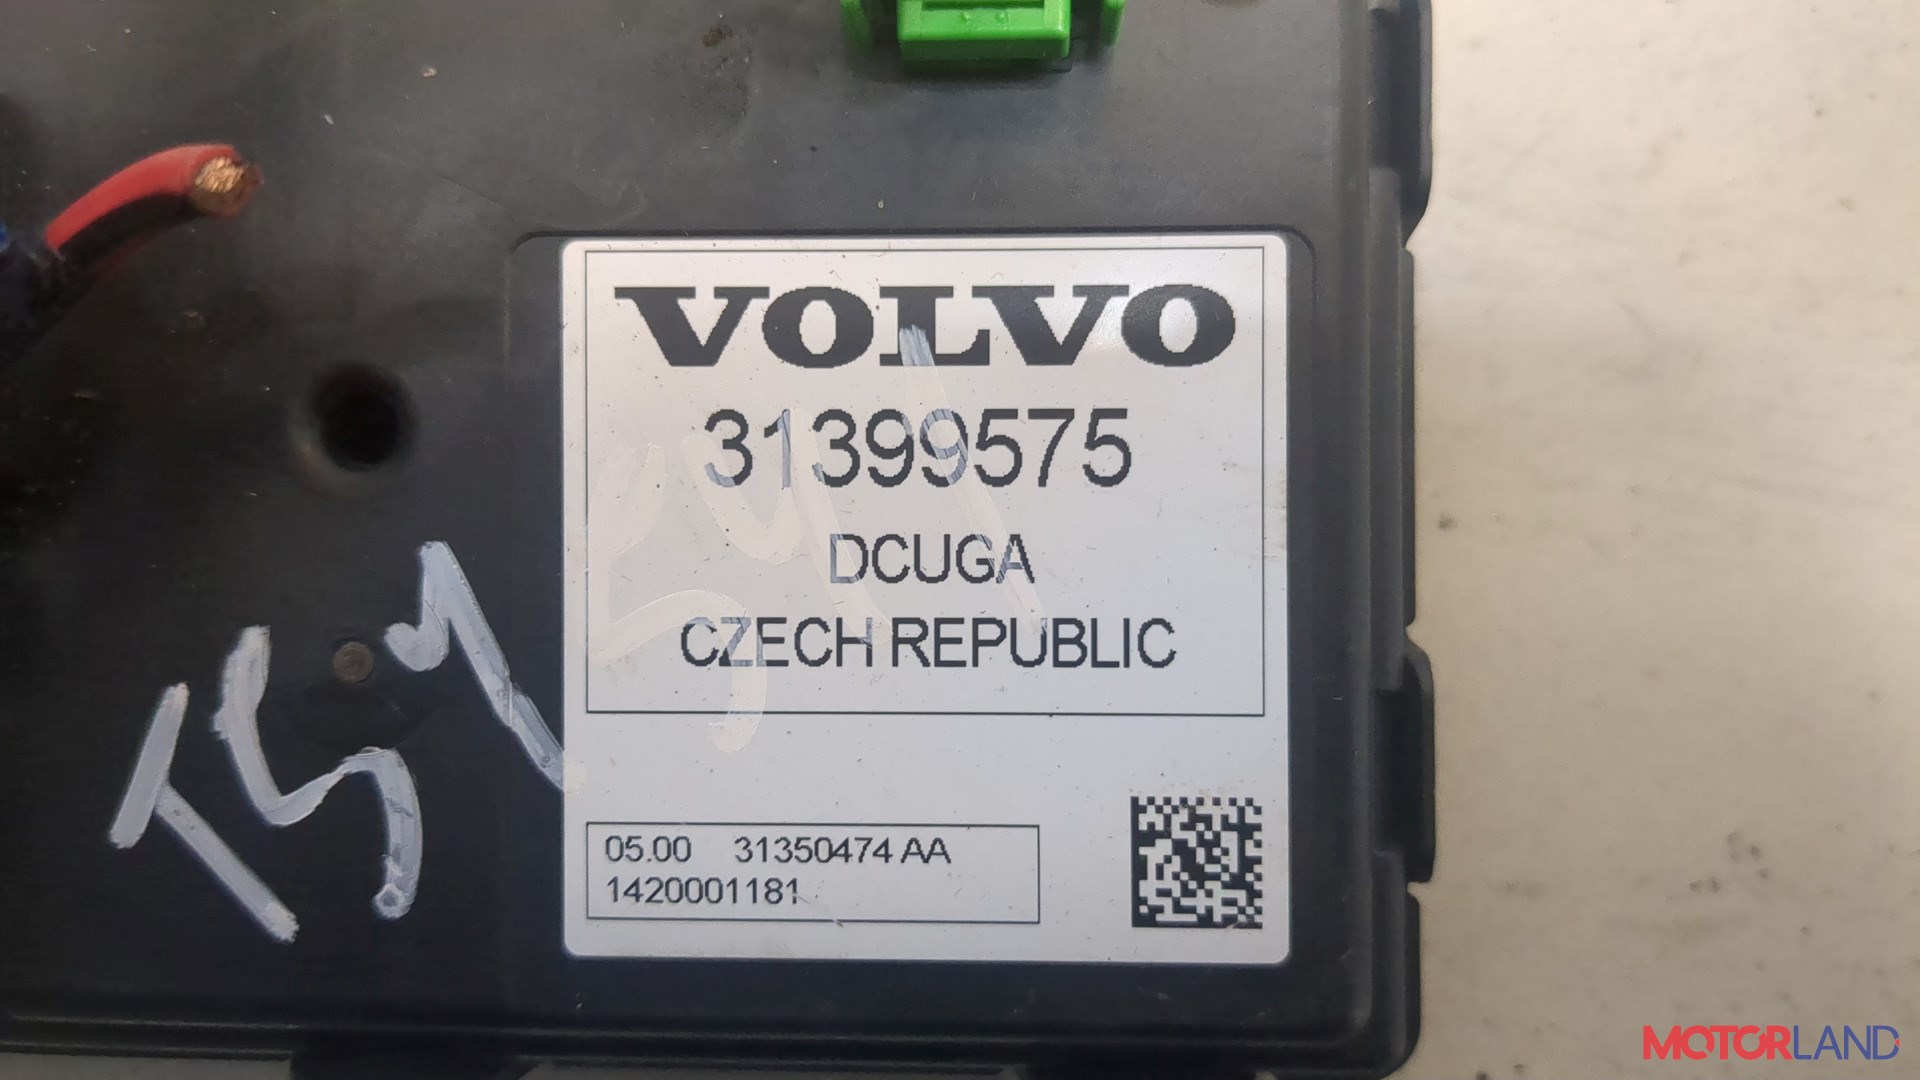 VOLVO
31399575
DCUGA
CZECH REPUBLIC
05.00 31350474 AA
1420001181
MOTORLAND